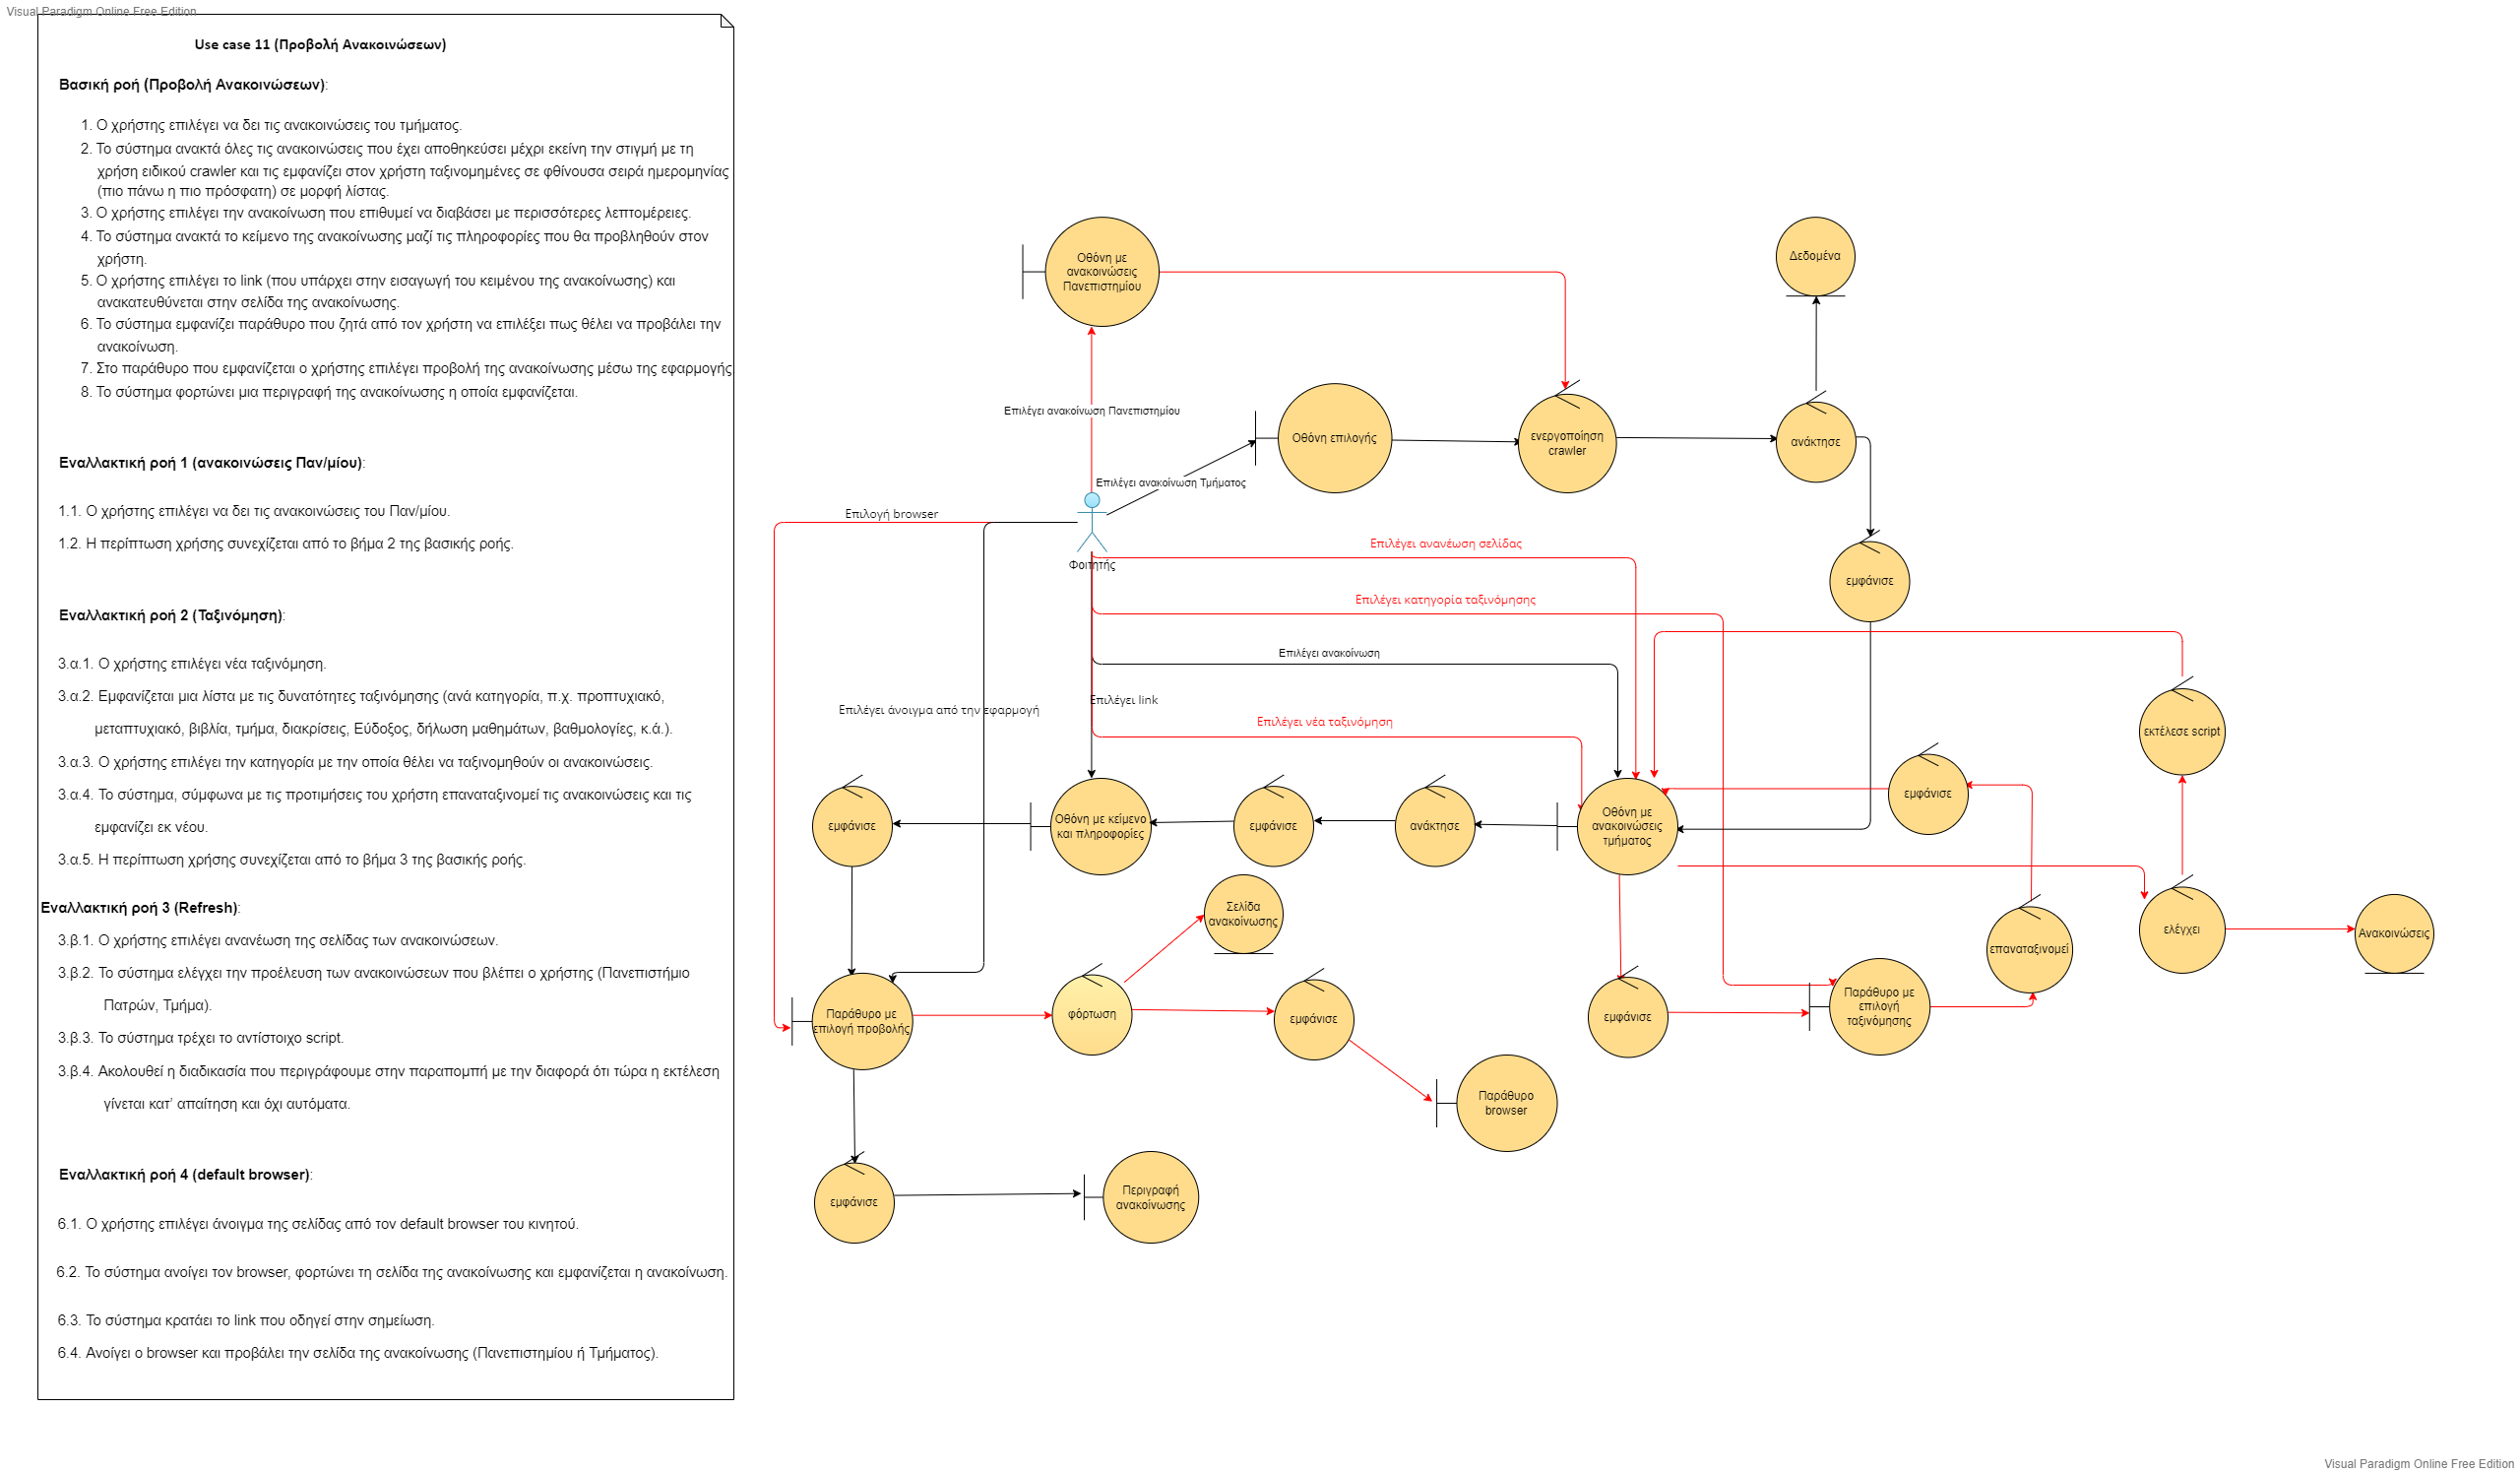 Visual Paradigm Online Free Edition
Use case 11 (Προβολή Ανακοινώσεων)
Βασική ροή (Προβολή Ανακοινώσεων):
1. Ο χρήστης επιλέγει να δει τις ανακοινώσεις του τμήματος.
2. Το σύστημα ανακτά όλες τις ανακοινώσεις που έχει αποθηκεύσει μέχρι εκείνη την στιγμή με τη
χρήση ειδικού crawler και τις εμφανίζει στον χρήστη ταξινομημένες σε φθίνουσα σειρά ημερομηνίας
(πιο πάνω η πιο πρόσφατη) σε μορφή λίστας.
3. Ο χρήστης επιλέγει την ανακοίνωση που επιθυμεί να διαβάσει με περισσότερες λεπτομέρειες.
4. Το σύστημα ανακτά το κείμενο της ανακοίνωσης μαζί τις πληροφορίες που θα προβληθούν στον
χρήστη.
5. Ο χρήστης επιλέγει το link (που υπάρχει στην εισαγωγή του κειμένου της ανακοίνωσης) και
ανακατευθύνεται στην σελίδα της ανακοίνωσης.
6. Το σύστημα εμφανίζει παράθυρο που ζητά από τον χρήστη να επιλέξει πως θέλει να προβάλει την
ανακοίνωση.
7. Στο παράθυρο που εμφανίζεται ο χρήστης επιλέγει προβολή της ανακοίνωσης μέσω της εφαρμογής
8. Το σύστημα φορτώνει μια περιγραφή της ανακοίνωσης η οποία εμφανίζεται.
Εναλλακτική ροή 1 (ανακοινώσεις Παν/μίου):
1.1. Ο χρήστης επιλέγει να δει τις ανακοινώσεις του Παν/μίου.
1.2. Η περίπτωση χρήσης συνεχίζεται από το βήμα 2 της βασικής ροής.
Εναλλακτική ροή 2 (Ταξινόμηση):
3.α.1. Ο χρήστης επιλέγει νέα ταξινόμηση.
3.α.2. Εμφανίζεται μια λίστα με τις δυνατότητες ταξινόμησης (ανά κατηγορία, π.χ. προπτυχιακό,
μεταπτυχιακό, βιβλία, τμήμα, διακρίσεις, Εύδοξος, δήλωση μαθημάτων, βαθμολογίες, κ.ά.).
3.α.3. Ο χρήστης επιλέγει την κατηγορία με την οποία θέλει να ταξινομηθούν οι ανακοινώσεις.
3.α.4. Το σύστημα, σύμφωνα με τις προτιμήσεις του χρήστη επαναταξινομεί τις ανακοινώσεις και τις
εμφανίζει εκ νέου.
3.α.5. Η περίπτωση χρήσης συνεχίζεται από το βήμα 3 της βασικής ροής.
Εναλλακτική ροή 3 (Refresh):
3.β.1. Ο χρήστης επιλέγει ανανέωση της σελίδας των ανακοινώσεων.
3.β.2. Το σύστημα ελέγχει την προέλευση των ανακοινώσεων που βλέπει ο χρήστης (Πανεπιστήμιο
Πατρών, Τμήμα).
3.β.3. Το σύστημα τρέχει το αντίστοιχο script.
3.β.4. Ακολουθεί η διαδικασία που περιγράφουμε στην παραπομπή με την διαφορά ότι τώρα η εκτέλεση
γίνεται κατ' απαίτηση και όχι αυτόματα.
Εναλλακτική ροή 4 (default browser):
6.1. Ο χρήστης επιλέγει άνοιγμα της σελίδας από τον default browser του κινητού.
6.2. Το σύστημα ανοίγει τον browser, φορτώνει τη σελίδα της ανακοίνωσης και εμφανίζεται η ανακοίνωση.
6.3. Το σύστημα κρατάει το link που οδηγεί στην σημείωση.
6.4. Ανοίγει ο browser και προβάλει την σελίδα της ανακοίνωσης (Πανεπιστημίου ή Τμήματος).
Οθόνη με
ανακοινώσεις
Πανεπιστημίου
Δεδομένα
Επιλέγει ανακοίνωση Πανεπιστημίου
Οθόνη επιλογής
ενεργοποίηση
crawler
ανάκτησε
Επιλέγει ανακοίνωση Τμήματος
Επιλογή browser
Φοιτητής
Επιλέγει ανανέωση σελίδας
εμφάνισε
Επιλέγει κατηγορία ταξινόμησης
Επιλέγει ανακοίνωση
Επιλέγει link
Επιλέγει άνοιγμα από την εφαρμογή
Επιλέγει νέα ταξινόμηση
εκτέλεσε script
εμφάνισε
Οθόνη με κείμενο
και πληροφορίες
εμφάνισε
ανάκτησε
Οθόνη με
ανακοινώσεις
τμήματος
εμφάνισε
Σελίδα
ανακοίνωσης
ελέγχει
Ανακοινώσεις
επαναταξινομεί
Παράθυρο με
επιλογή προβολής
φόρτωση
εμφάνισε
εμφάνισε
Παράθυρο με
επιλογή
ταξινόμησης
Παράθυρο
browser
εμφάνισε
Περιγραφή
ανακοίνωσης
Visual Paradigm Online Free Edition